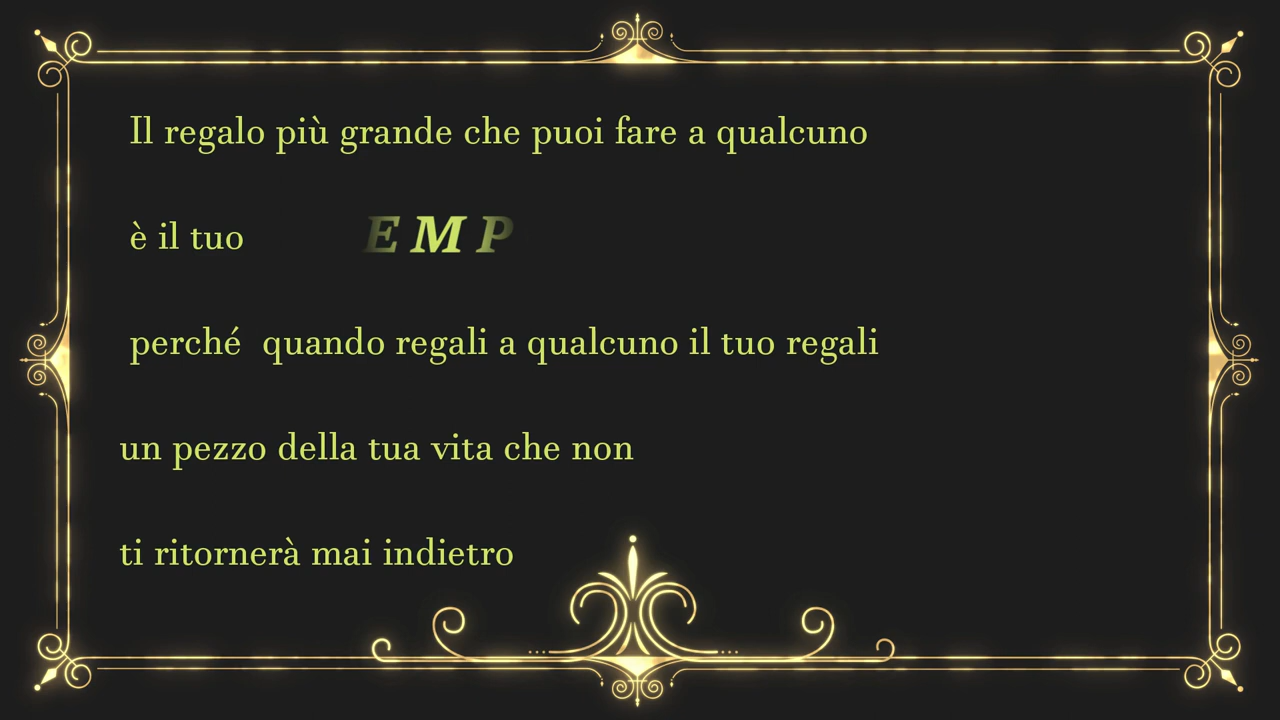 Il regalo più grande che puoi fare a qualcuno
è il tuo E M P
perché quando regali a qualcuno il tuo regali
un pezzo della tua vita che non
ti ritornerà mai indietro